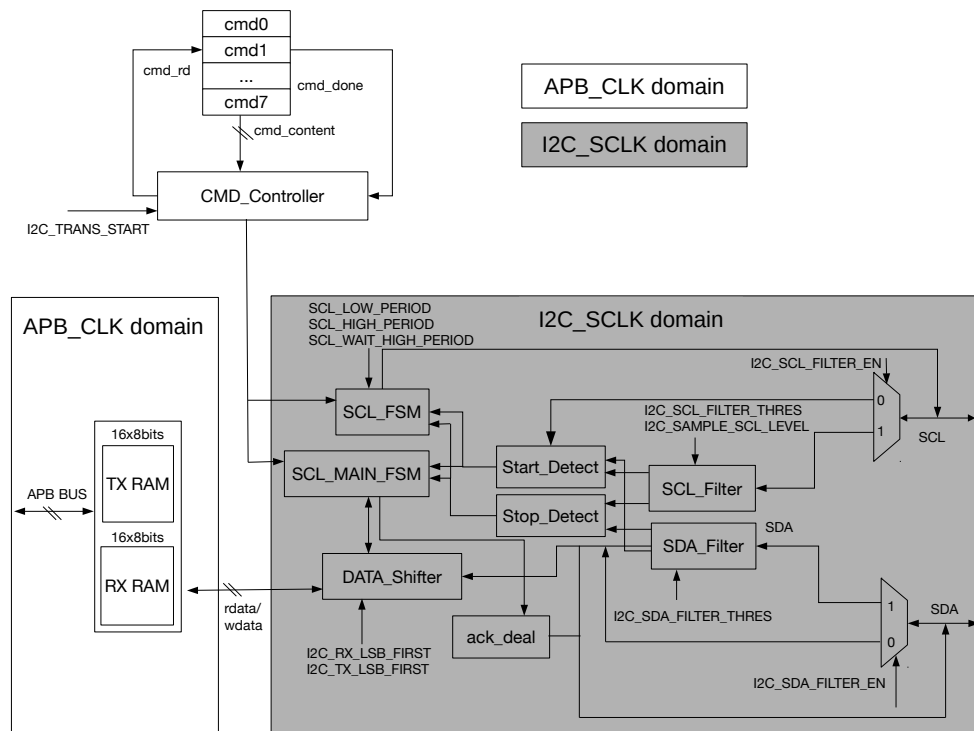 cmd0
cmd1
...
cmd7
cmd_rd
cmd_done
cmd_content
CMD_Controller
I2C_TRANS_START
APB_CLK domain
I2C_SCLK domain
APB_CLK domain
16x8bits
TX RAM
APB BUS
16x8bits
RX RAM
rdata/
wdata
I2C_SCLK domain
SCL_LOW_PERIOD
SCL_HIGH_PERIOD
SCL_WAIT_HIGH_PERIOD
I2C_SCL_FILTER_EN
SCL_FSM
0
1
SCL
I2C_SCL_FILTER_THRES
I2C_SAMPLE_SCL_LEVEL
SCL_MAIN_FSM
Start_Detect
SCL_Filter
Stop_Detect
SDA
SDA_Filter
DATA_Shifter
I2C_SDA_FILTER_THRES
1
0
SDA
ack_deal
I2C_RX_LSB_FIRST
I2C_TX_LSB_FIRST
I2C_SDA_FILTER_EN